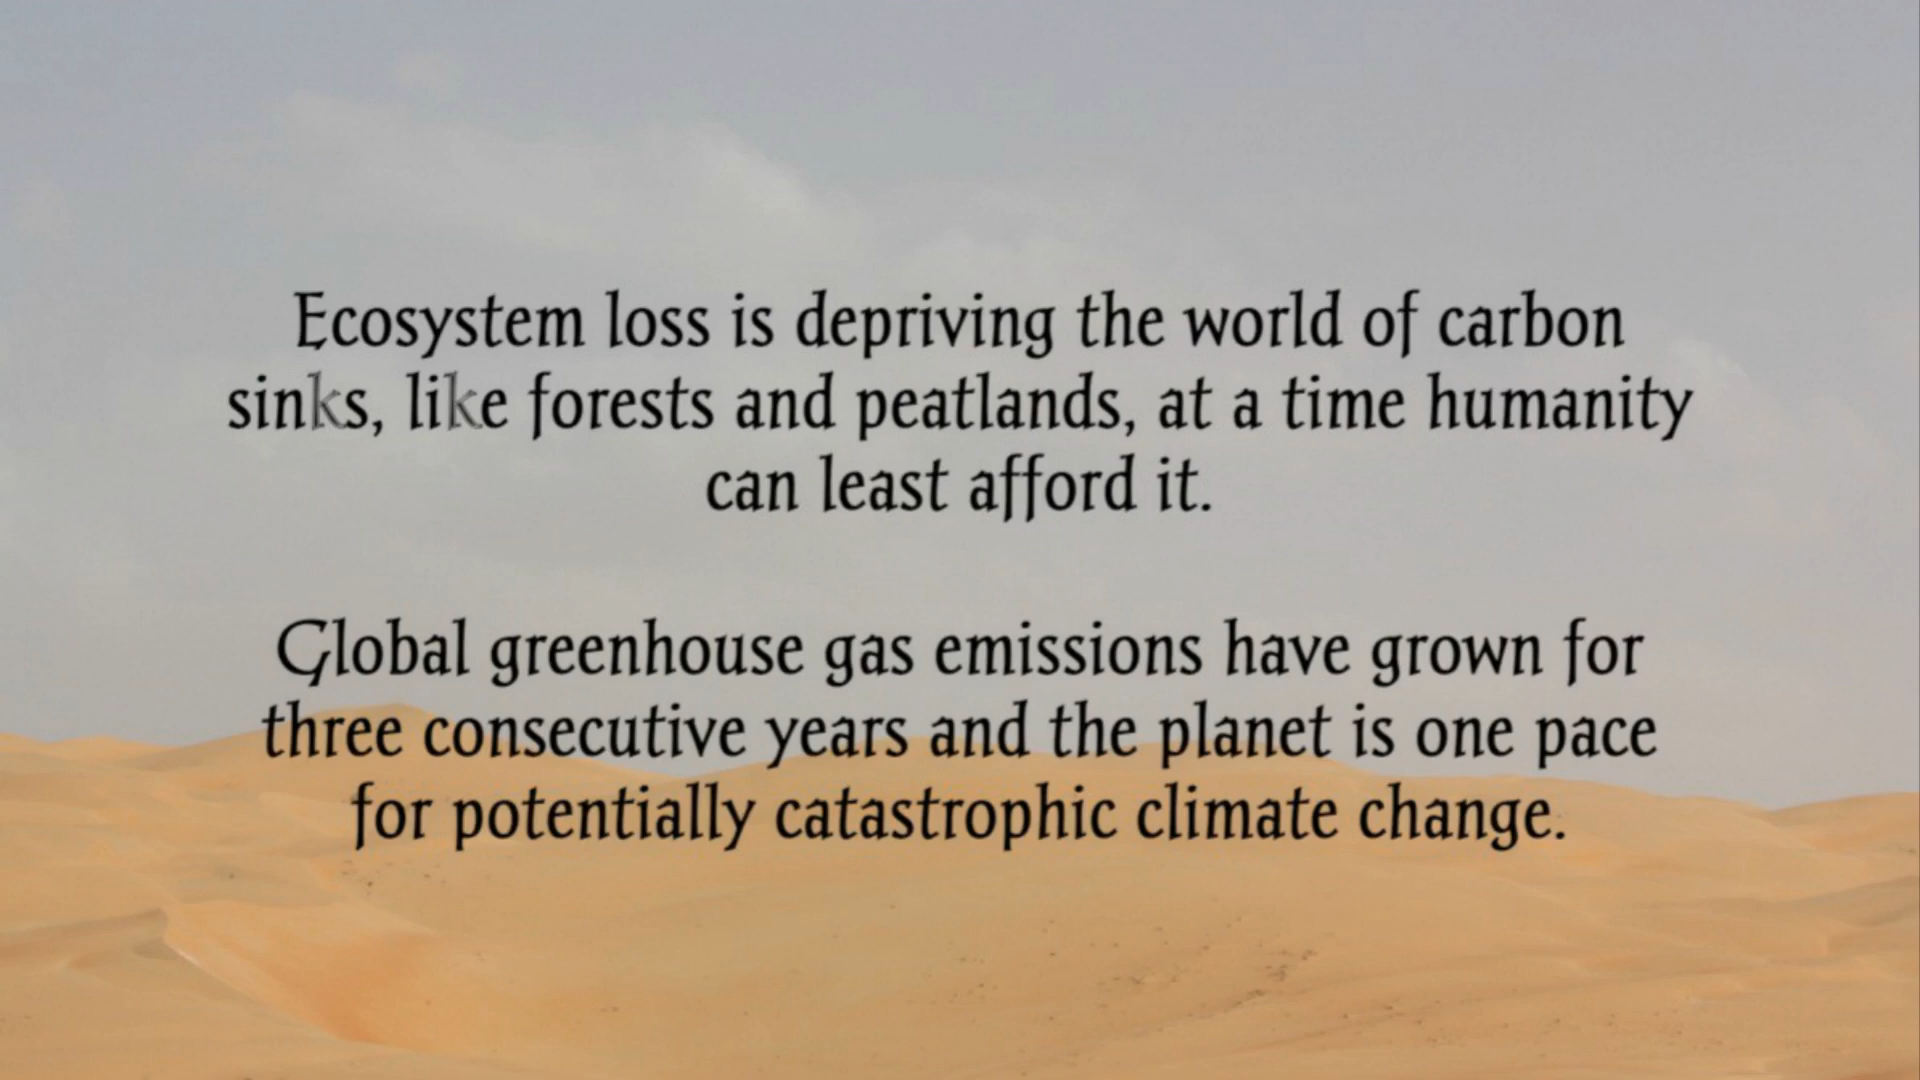 Ecosystem loss is depriving the world of carbon
sinks, like forests and peatlands, at a time humanity
can least afford it.
Global greenhouse gas emissions have grown for
three consecutive years and the planet is one pace
for potentially catastrophic climate change.